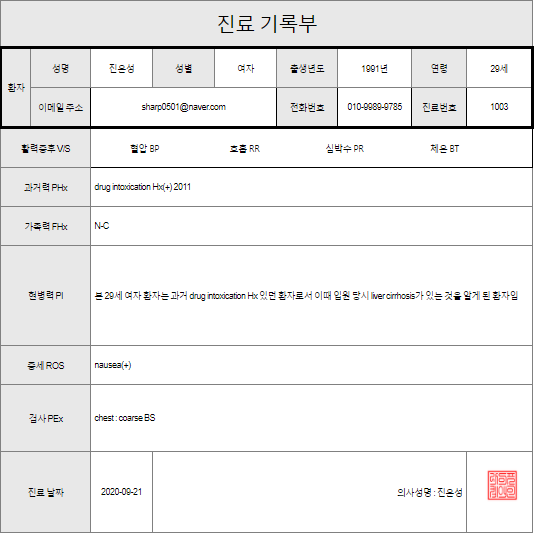 진료 기록부
환자
성명 진은성 성별 여자 출생년도 1991년 연령 29세
이메일 주소 sharp0501@naver.com 전화번호 010-9989-9786 진료번호 1003
활력증후 V/S 혈압 BP 호흡 RR 심박수 PR 체온 BT
과거력 PHx drug intoxication Hx(+) 2011
가족력 FHx N-C
현병력 PI 본 29세 여자 환자는 과거 drug intoxication Hx 있던 환자로서 이때 입원 당시 liver cirrhosis가 있는 것을 알게 된 환자임
증세 ROS nausea(+)
검사 PEx chest : coarse BS
진료 날짜 2020-09-21 의사성명 : 진은성